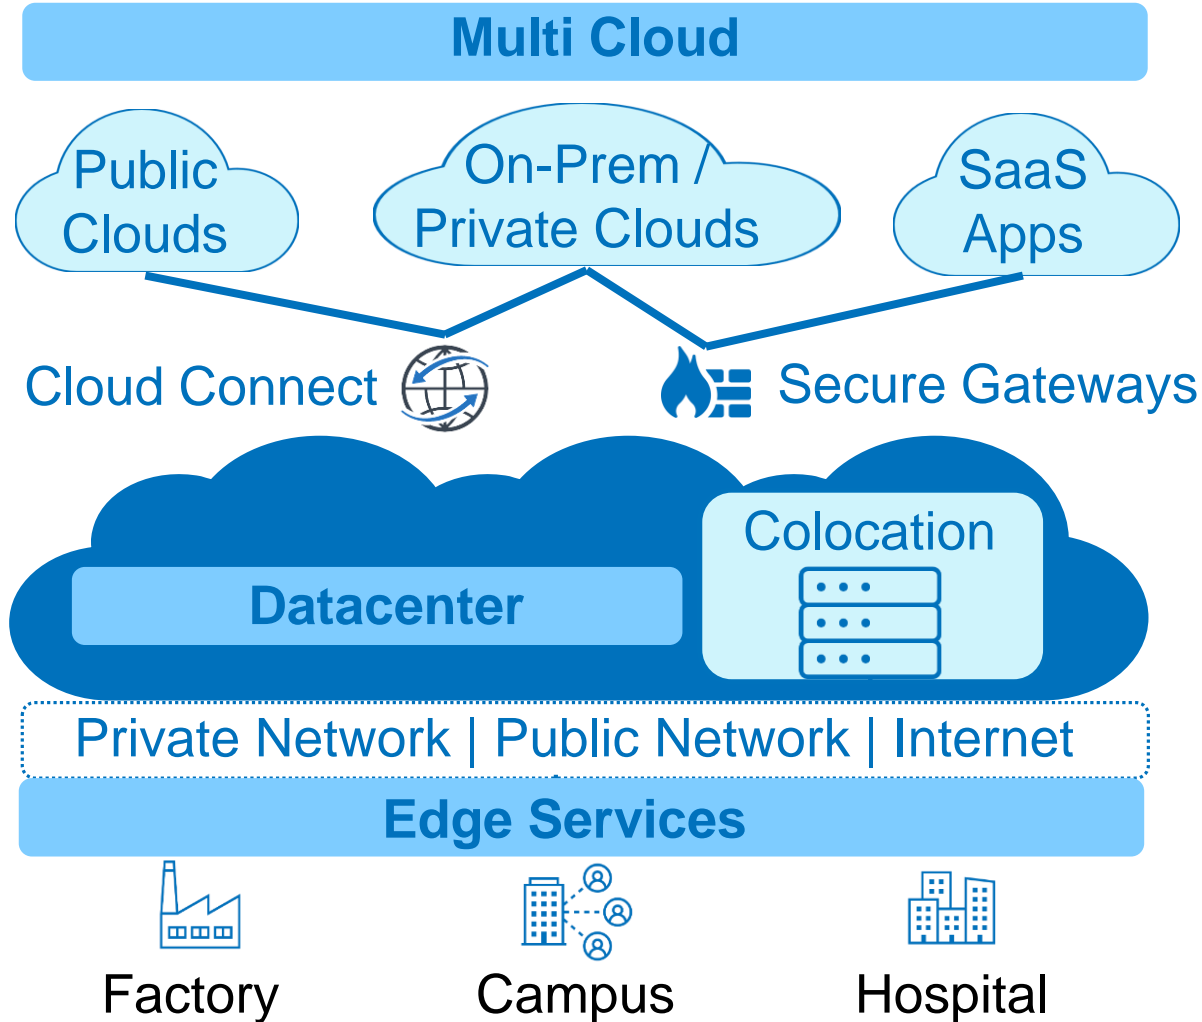 Multi Cloud
Public
Clouds
On-Prem /
Private Clouds
SaaS
Apps
Cloud Connect
Secure Gateways
Colocation
Datacenter
Private Network | Public Network | Internet
Edge Services
Factory
Campus
Hospital